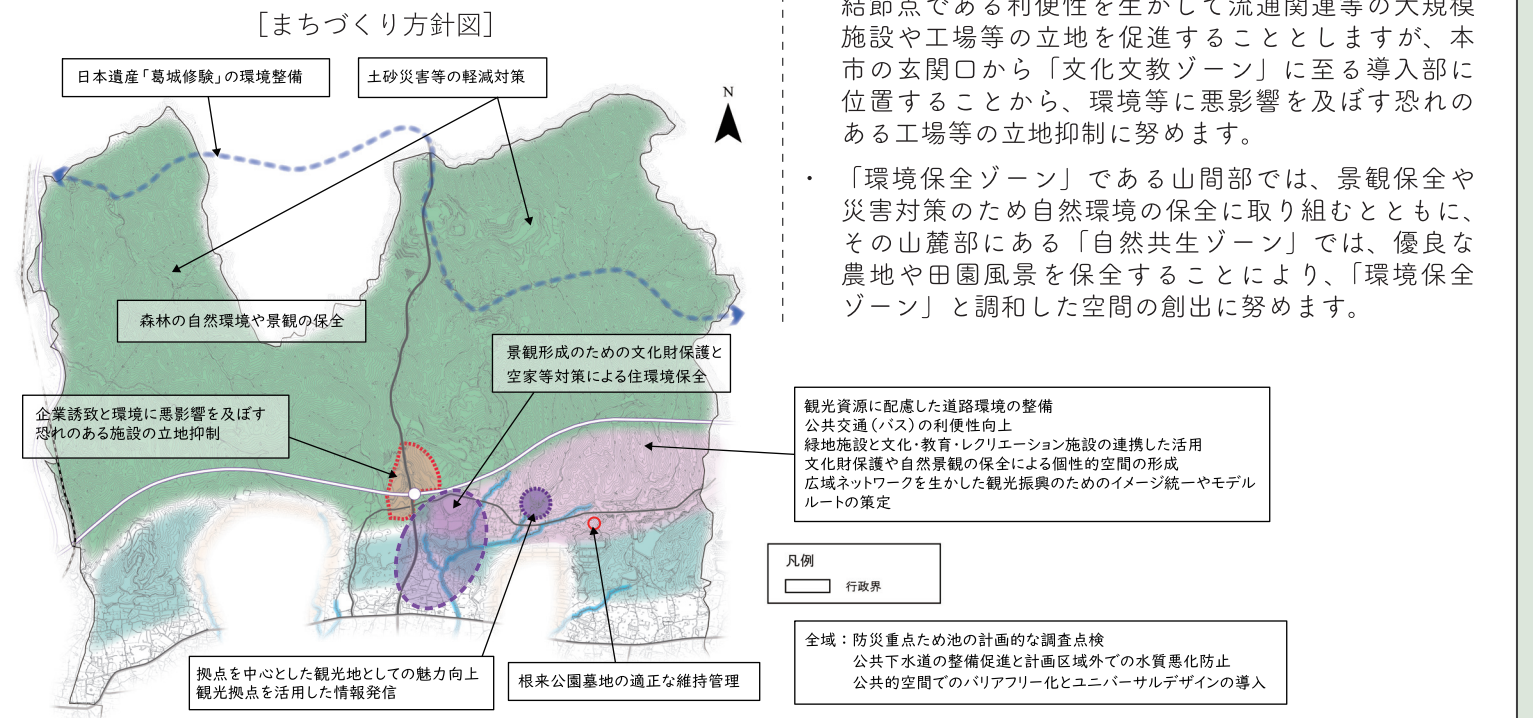 [まちづくり方針図]
日本遺産「葛城修験」の環境整備
土砂災害等の軽減対策
N
森林の自然環境や景観の保全
景観形成のための文化財保護と
空家等対策による住環境保全
企業誘致と環境に悪影響を及ぼす
恐れのある施設の立地抑制
拠点を中心とした観光地としての魅力向上
観光拠点を活用した情報発信
根来公園墓地の適正な維持管理
結節点である利便性を生かして流通関連等の大規模
施設や工場等の立地を促進することとしますが、本
市の玄関口から「文化文教ゾーン」に至る導入部に
位置することから、環境等に悪影響を及ぼす恐れの
ある工場等の立地抑制に努めます。
・ 「環境保全ゾーン」である山間部では、景観保全や
災害対策のため自然環境の保全に取り組むとともに、
その山麓部にある「自然共生ゾーン」では、優良な
農地や田園風景を保全することにより、「環境保全
ゾーン」と調和した空間の創出に努めます。
観光資源に配慮した道路環境の整備
公共交通(バス)の利便性向上
緑地施設と文化・教育・レクリエーション施設の連携した活用
文化財保護や自然景観の保全による個性的空間の形成
広域ネットワークを生かした観光振興のためのイメージ統一やモデル
ルートの策定
凡例
行政界
全域:防災重点ため池の計画的な調査点検
公共下水道の整備促進と計画区域外での水質悪化防止
公共的空間でのバリアフリー化とユニバーサルデザインの導入